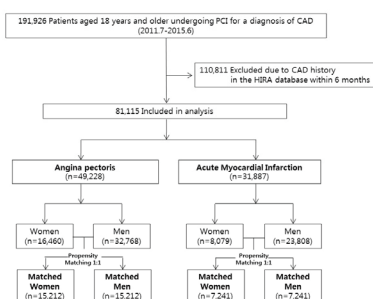 191,926 Patients aged 18 years and older undergoing PCI for a diagnosis of CAD
(2011.7-2015.6)
110,811 Excluded due to CAD history
in the HIRA database within 6 months
81,115 Included in analysis
Angina pectoris
(n=49,228)
Acute Myocardial Infarction
(n=31,887)
Women
(n=16,460)
Men
(n=32,768)
Women
(n=8,079)
Men
(n=23,808)
Propensity
Matching 1:1
Propensity
Matching 1:1
Matched
Women
(n=15,212)
Matched
Men
(n=15,212)
Matched
Women
(n=7,241)
Matched
Men
(n=7,241)